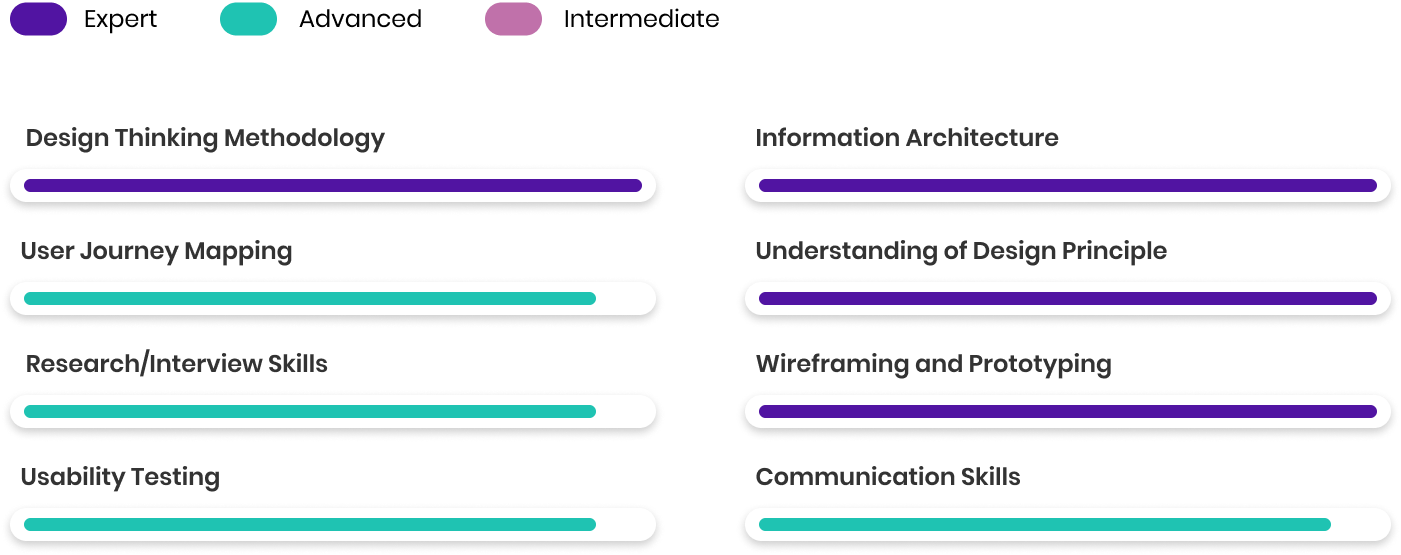 Expert Advanced Intermediate
Design Thinking Methodology
Information Architecture
User Journey Mapping
Understanding of Design Principle
Research/Interview Skills
Wireframing and Prototyping
Usability Testing
Communication Skills